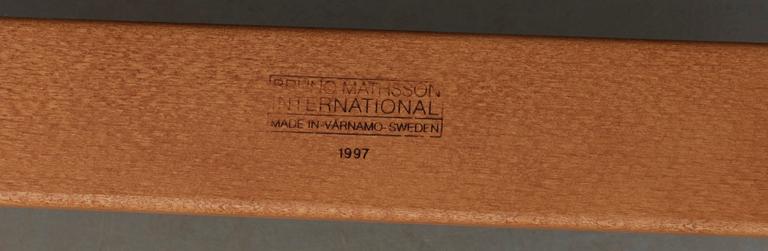 BRUNO MATHSSON
INTERNATIONAL
MADE IN-VÄRNAMO-SWEDEN
1997